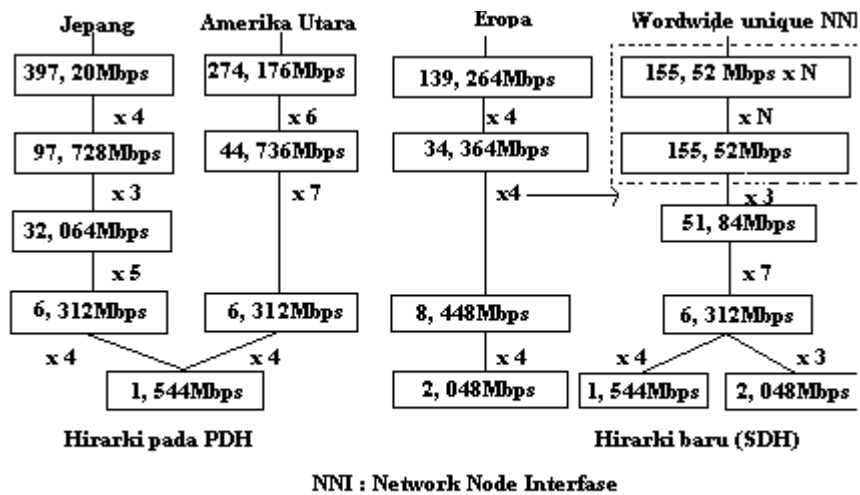 Jepang Amerika Utara Eropa Wordwide unique NNI
397, 20Mbps 274, 176Mbps 139, 264Mbps 155, 52 Mbps x N
x 4 x 6 x 4 x N
97, 728Mbps 44, 736Mbps 34, 364Mbps 155, 52Mbps
x 3 x 7 x4 x 3
32, 064Mbps 51, 84Mbps
x 5 x 7
6, 312Mbps 6, 312Mbps 8, 448Mbps 6, 312Mbps
x 4 x 4 x 4 x 4 x 3
1, 544Mbps 2, 048Mbps 1, 544Mbps 2, 048Mbps
Hirarki pada PDH Hirarki baru (SDH)
NNI : Network Node Interfase